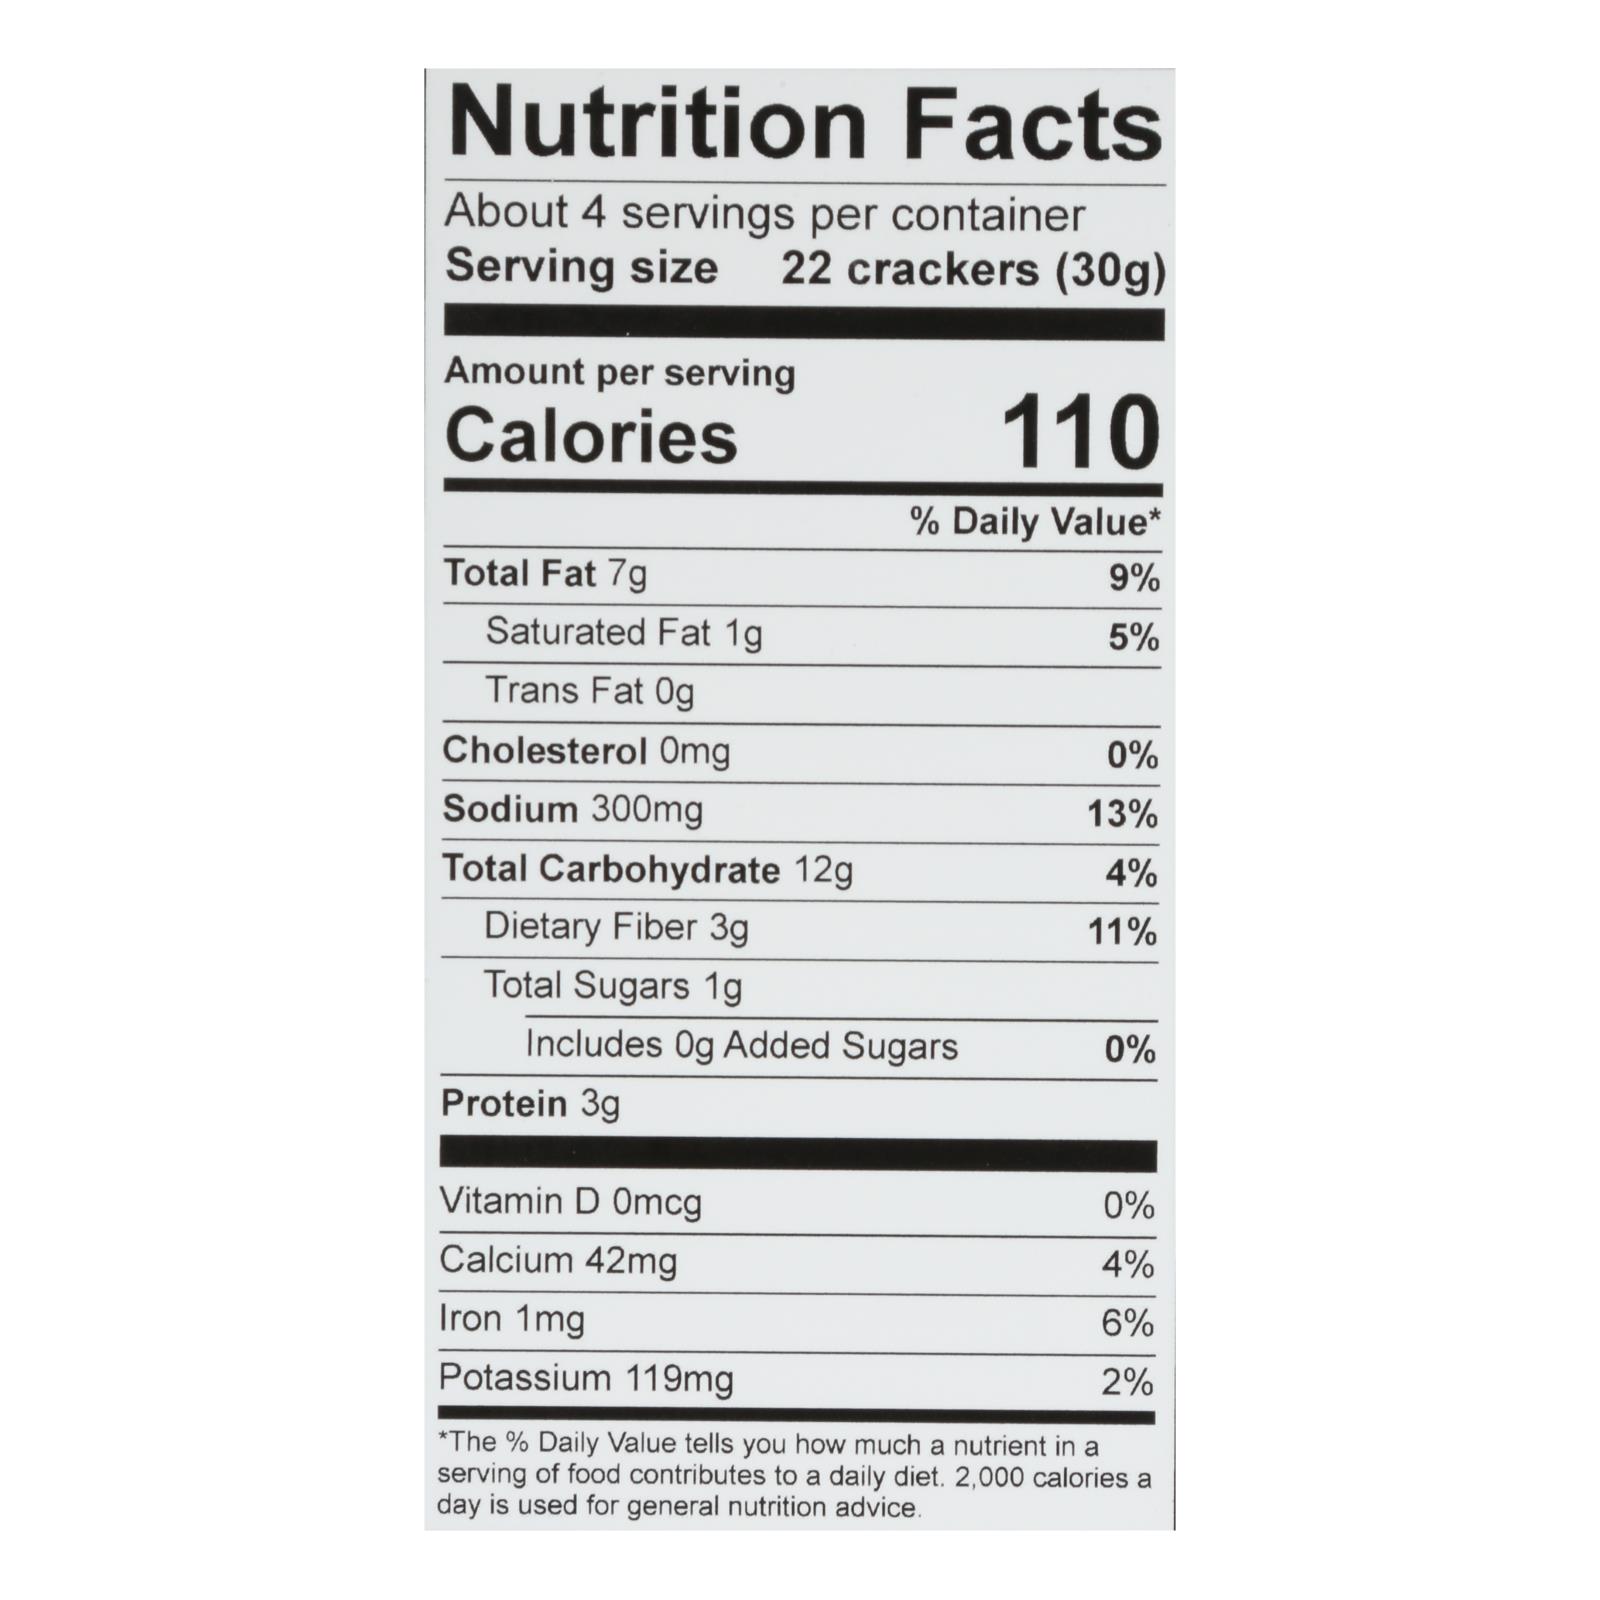 Nutrition Facts
About 4 servings per container
Serving size 22 crackers (30g)
Amount per serving
Calories 110
% Daily Value*
Total Fat 7g 9%
Saturated Fat 1g 5%
Trans Fat 0g
Cholesterol 0mg 0%
Sodium 300mg 13%
Total Carbohydrate 12g 4%
Dietary Fiber 3g 11%
Total Sugars 1g
Includes 0g Added Sugars 0%
Protein 3g
Vitamin D 0mcg 0%
Calcium 42mg 4%
Iron 1mg 6%
Potassium 119mg 2%
*The % Daily Value tells you how much a nutrient in a
serving of food contributes to a daily diet. 2,000 calories a
day is used for general nutrition advice.